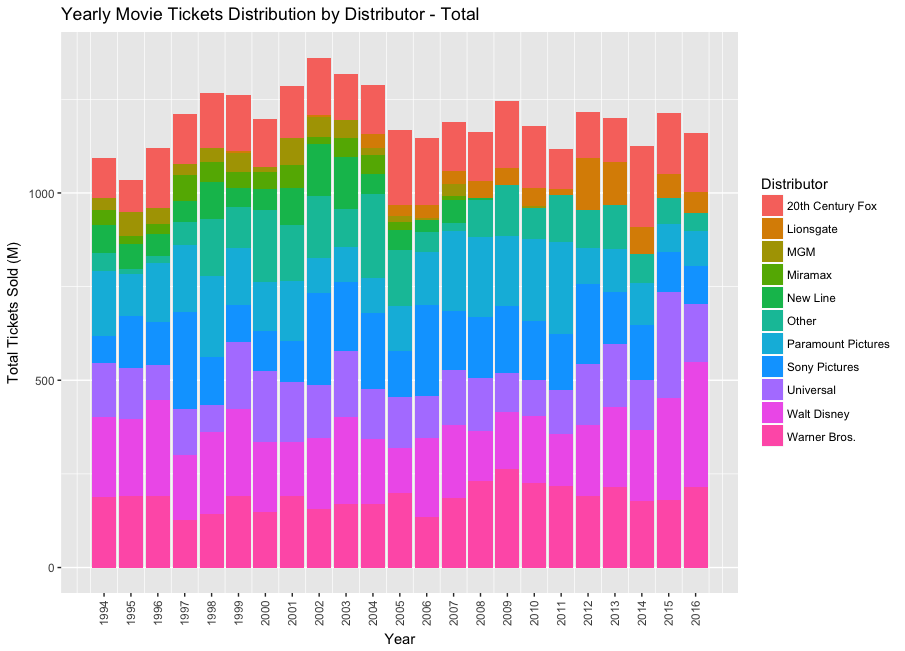 Yearly Movie Tickets Distribution by Distributor - Total
Total Tickets Sold (M)
1000
500
0
1994
1995
1996
1997
1998
1999
2000
2001
2002
2003
2004
2005
2006
2007
2008
2009
2010
2011
2012
2013
2014
2015
2016
Year
Distributor
20th Century Fox
Lionsgate
MGM
Miramax
New Line
Other
Paramount Pictures
Sony Pictures
Universal
Walt Disney
Warner Bros.